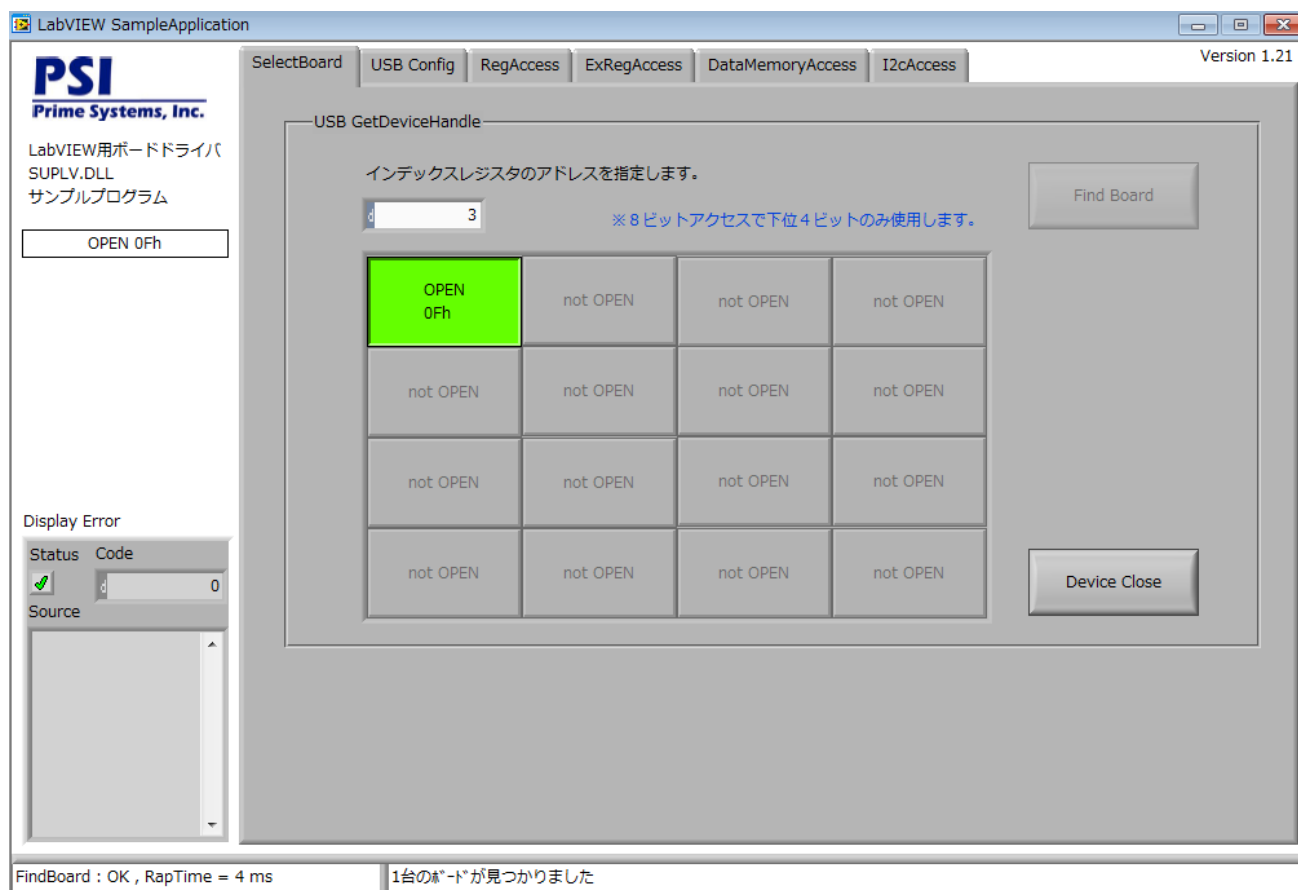 LabVIEW SampleApplication
PSI
Prime Systems, Inc.
LabVIEW用ボードドライバ
SUPLV.DLL
サンプルプログラム
OPEN 0Fh
Display Error
Status Code
d 0
Source
SelectBoard USB Config RegAccess ExRegAccess DataMemoryAccess I2cAccess
Version 1.21
USB GetDeviceHandle
インデックスレジスタのアドレスを指定します。
d 3
※８ビットアクセスで下位４ビットのみ使用します。
Find Board
OPEN
0Fh
not OPEN not OPEN not OPEN
not OPEN not OPEN not OPEN not OPEN
not OPEN not OPEN not OPEN not OPEN
not OPEN not OPEN not OPEN not OPEN
Device Close
FindBoard : OK , RapTime = 4 ms
1台のﾎﾞｰﾄﾞが見つかりました